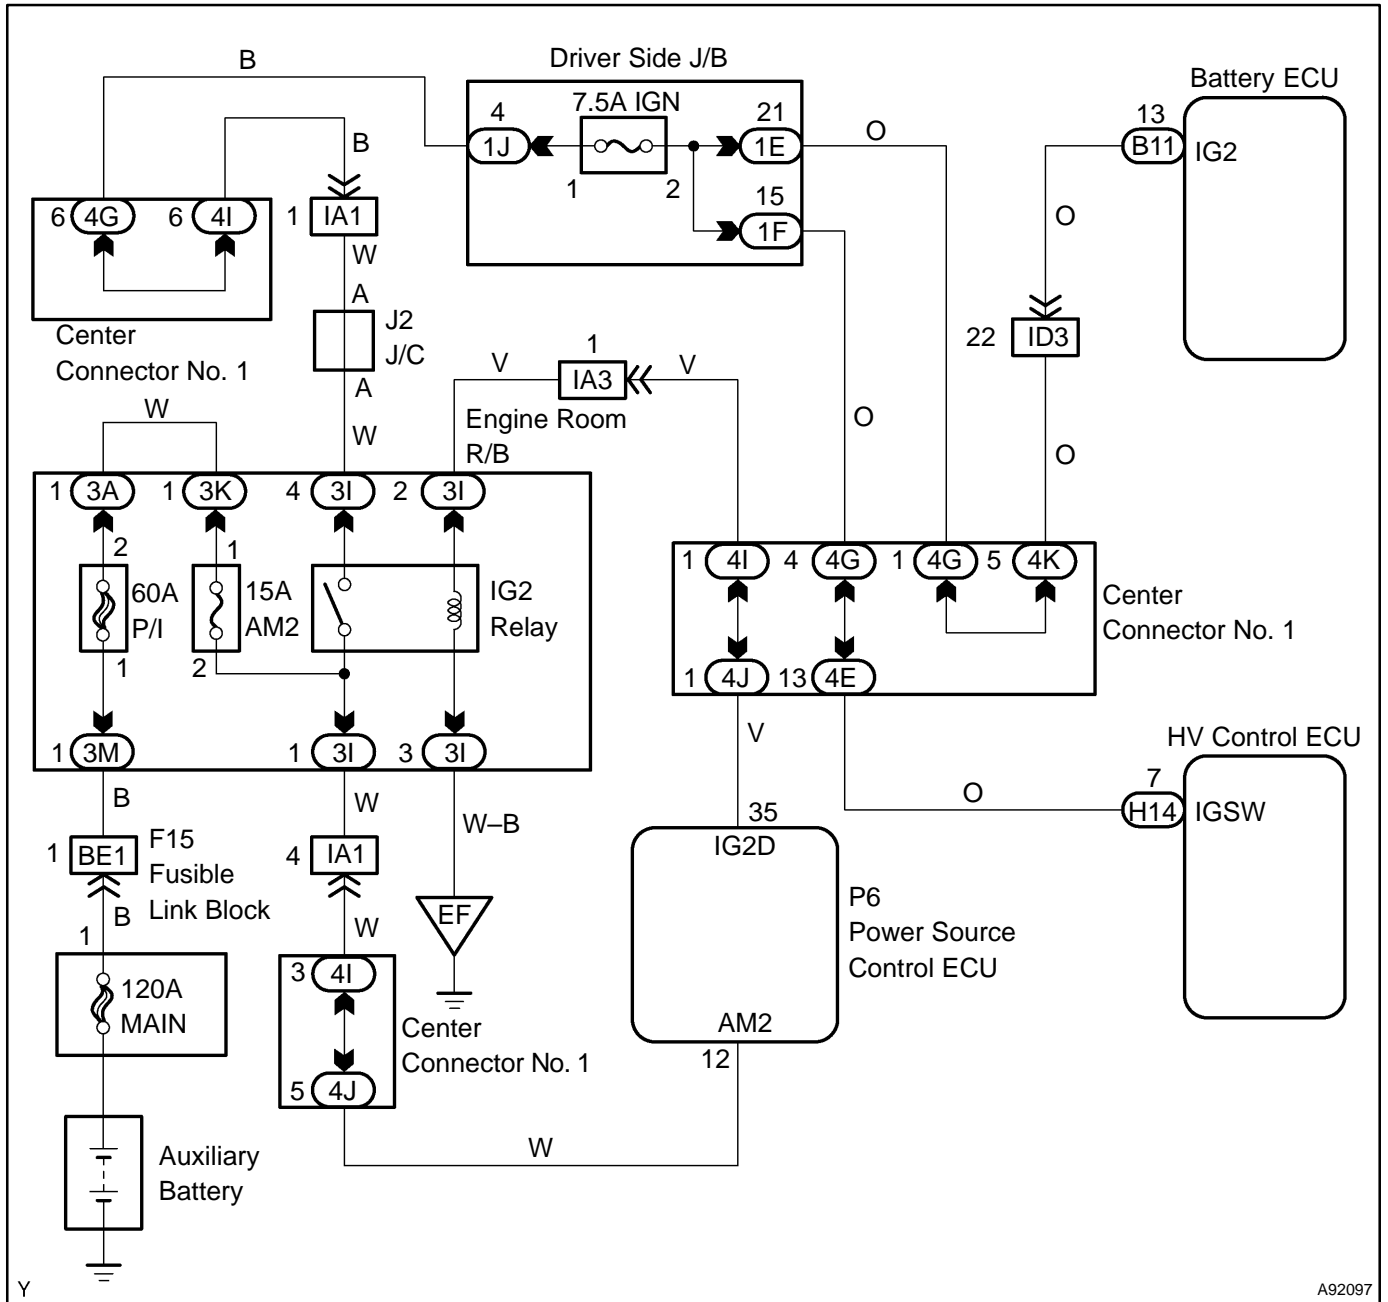 B
Driver Side J/B
Battery ECU
7.5A IGN
4
21
13
1J
1E
O
B11
IG2
B
1
2
15
6
4G
6
4I
1
IA1
1F
O
W
A
J2
J/C
Center
Connector No. 1
22
ID3
1
V
IA3
V
A
W
Engine Room
R/B
W
O
O
1
3A
1
3K
4
3I
2
3I
2
1
60A
P/I
15A
AM2
IG2
Relay
1
4I
4
4G
1
4G
5
4K
Center
Connector No. 1
1
2
1
4J
13
4E
1
3M
1
3I
3
3I
V
HV Control ECU
B
W
W–B
35
O
7
H14
IGSW
1
BE1
F15
Fusible
Link Block
4
IA1
IG2D
B
W
EF
P6
Power Source
Control ECU
1
120A
MAIN
3
4I
Center
Connector No. 1
AM2
12
5
4J
W
Auxiliary
Battery
Y
A92097